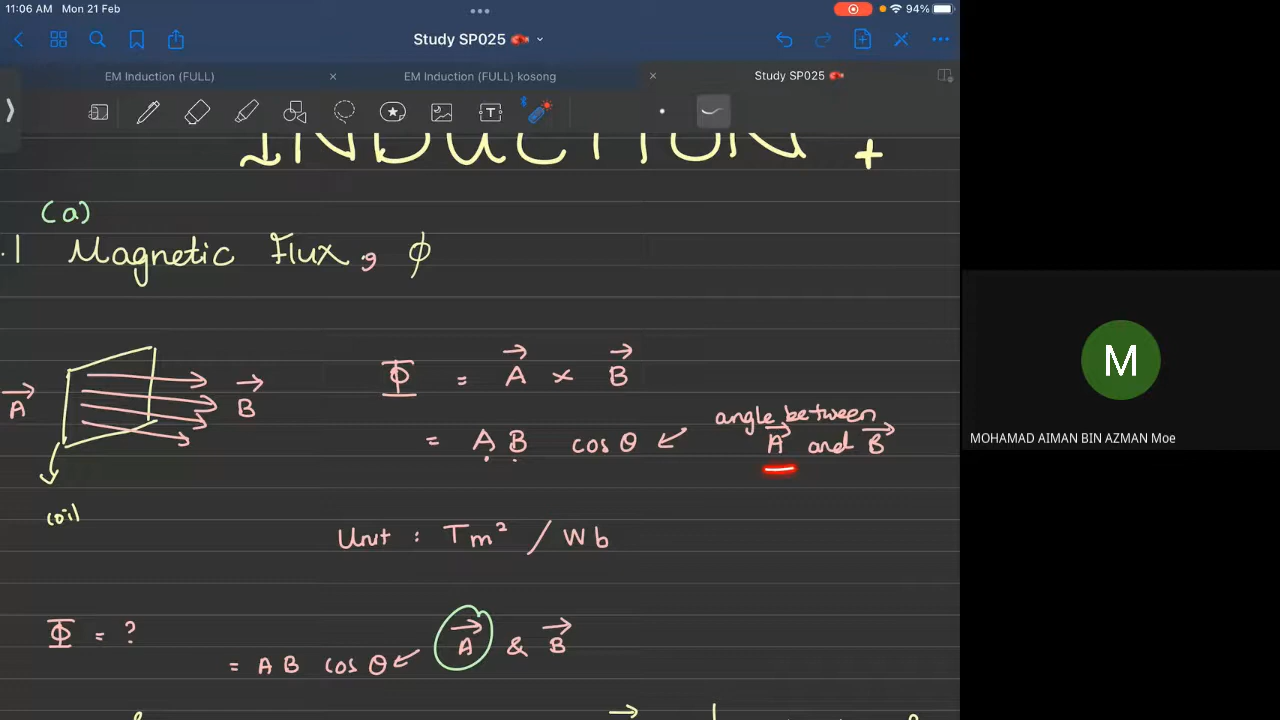 11:06 AM Mon 21 Feb
94%
Study SP025
EM Induction (FULL)
EM Induction (FULL) kosong
Study SP025
INDUCTION +
(a)
.1 Magnetic Flux, ϕ
Φ = A × B
A
B
= A B cos θ ← angle between
A and B
coil
Unit : Tm² / Wb
Φ = ?
= A B cos θ ← A & B
M
MOHAMAD AIMAN BIN AZMAN Moe